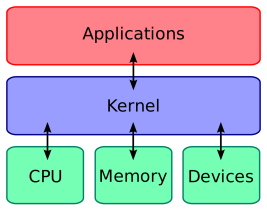 Applications
Kernel
CPU
Memory
Devices